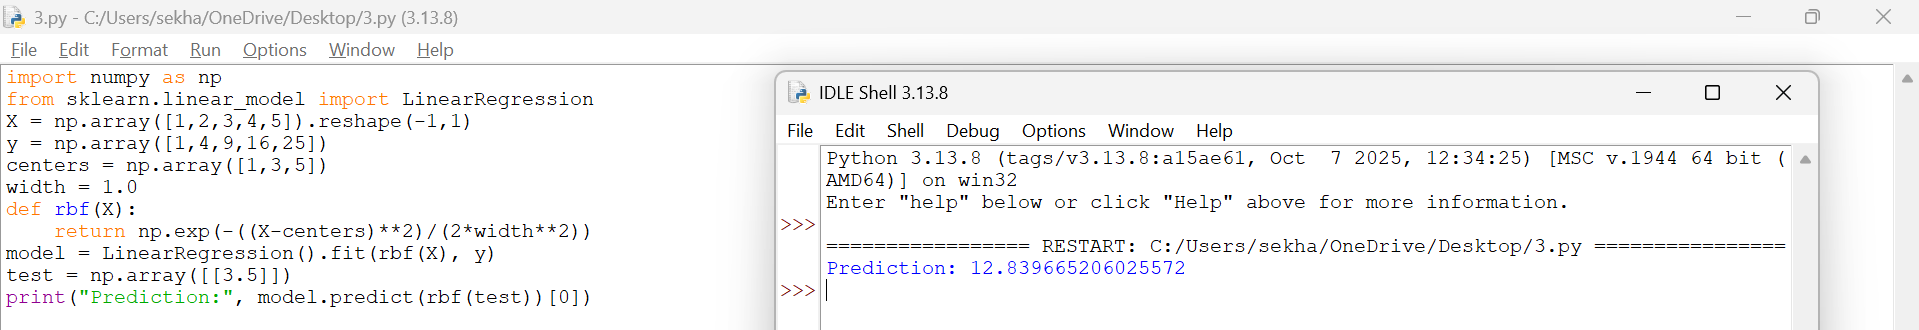 3.py - C:/Users/sekha/OneDrive/Desktop/3.py (3.13.8)
File Edit Format Run Options Window Help
import numpy as np
from sklearn.linear_model import LinearRegression
X = np.array([1,2,3,4,5]).reshape(-1,1)
y = np.array([1,4,9,16,25])
centers = np.array([1,3,5])
width = 1.0
def rbf(X):
    return np.exp(-((X-centers)**2)/(2*width**2))
model = LinearRegression().fit(rbf(X), y)
test = np.array([[3.5]])
print("Prediction:", model.predict(rbf(test))[0])
IDLE Shell 3.13.8
File Edit Shell Debug Options Window Help
Python 3.13.8 (tags/v3.13.8:a15ae61, Oct  7 2025, 12:34:25) [MSC v.1944 64 bit (
AMD64)] on win32
Enter "help" below or click "Help" above for more information.
>>>
================= RESTART: C:/Users/sekha/OneDrive/Desktop/3.py ================
Prediction: 12.839665206025572
>>>